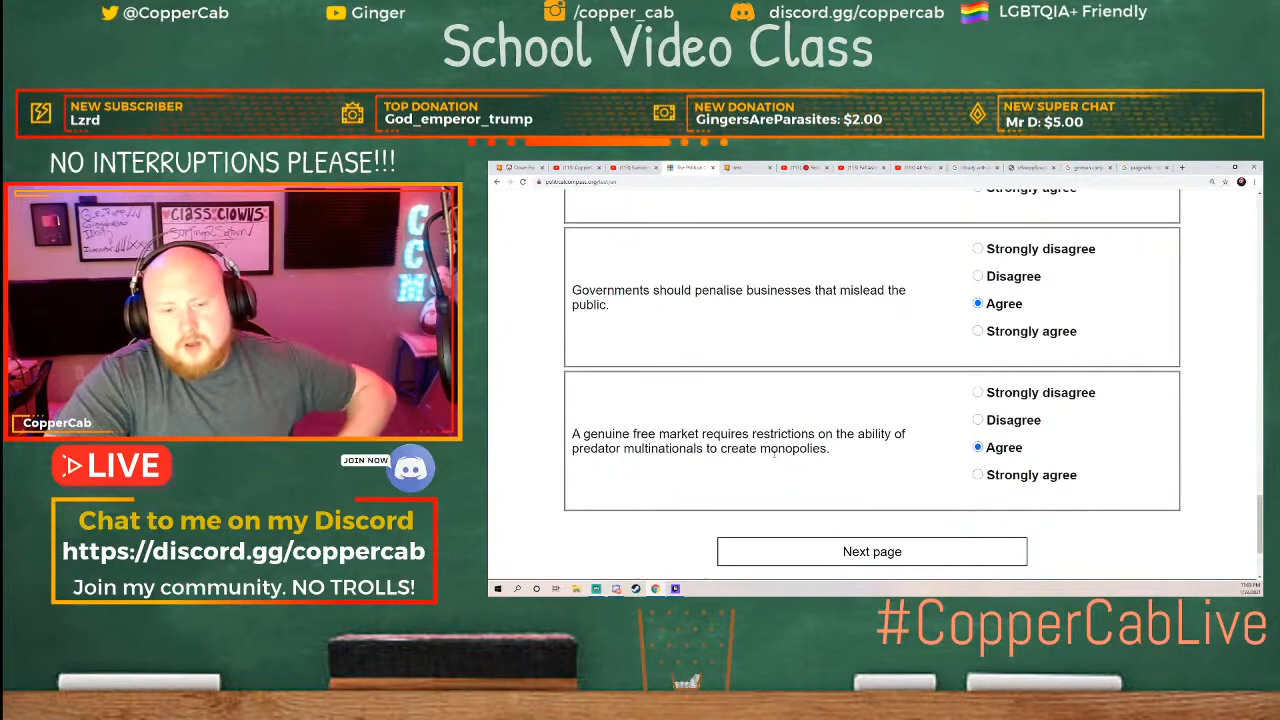 @CopperCab
Ginger
/copper_cab
discord.gg/coppercab
LGBTQIA+ Friendly
School Video Class
NEW SUBSCRIBER
Lzrd
TOP DONATION
God_emperor_trump
NEW DONATION
GingersAreParasites: $2.00
NEW SUPER CHAT
Mr D: $5.00
NO INTERRUPTIONS PLEASE!!!
CLASS CLOWNS
CopperCab
LIVE
JOIN NOW
Chat to me on my Discord
https://discord.gg/coppercab
Join my community. NO TROLLS!
politicalcompass.org/test/en
Strongly agree
Governments should penalise businesses that mislead the
public.
Strongly disagree
Disagree
Agree
Strongly agree
A genuine free market requires restrictions on the ability of
predator multinationals to create monopolies.
Strongly disagree
Disagree
Agree
Strongly agree
Next page
#CopperCabLive